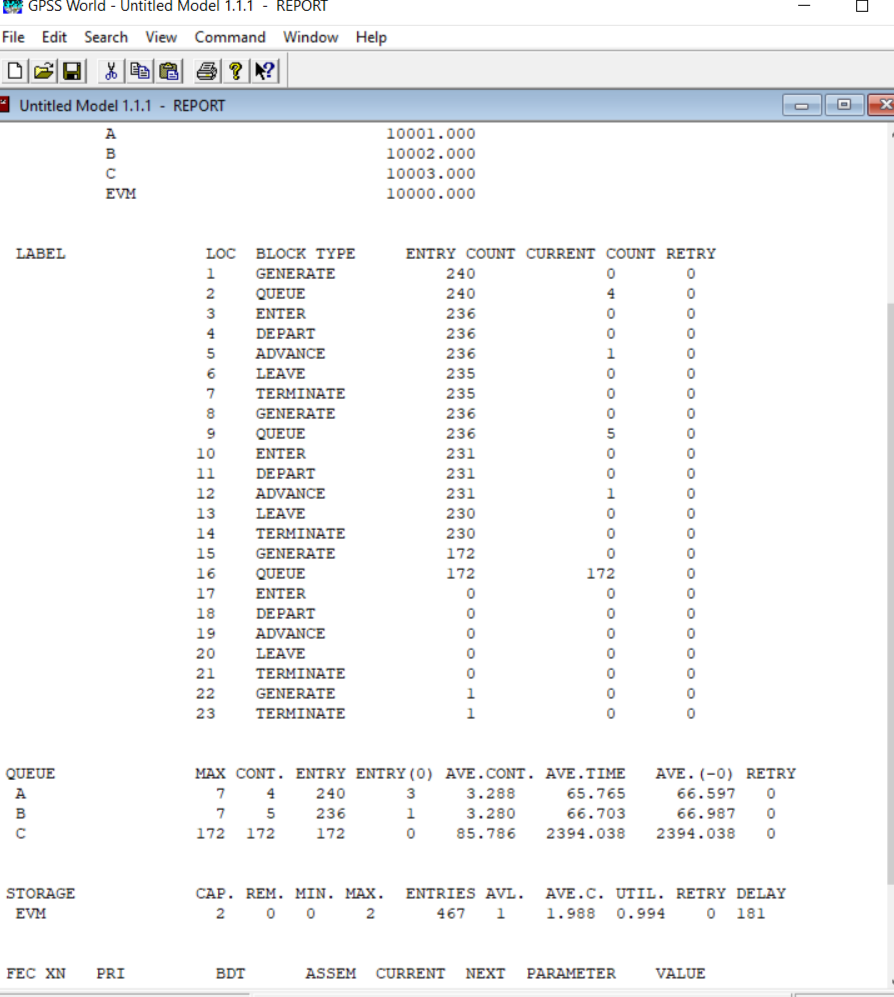 GPSS World - Untitled Model 1.1.1 - REPORT
File Edit Search View Command Window Help
Untitled Model 1.1.1 - REPORT
A 10001.000
B 10002.000
C 10003.000
EVM 10000.000
LABEL LOC BLOCK TYPE ENTRY COUNT CURRENT COUNT RETRY
1 GENERATE 240 0 0
2 QUEUE 240 4 0
3 ENTER 236 0 0
4 DEPART 236 0 0
5 ADVANCE 236 1 0
6 LEAVE 235 0 0
7 TERMINATE 235 0 0
8 GENERATE 236 0 0
9 QUEUE 236 5 0
10 ENTER 231 0 0
11 DEPART 231 0 0
12 ADVANCE 231 1 0
13 LEAVE 230 0 0
14 TERMINATE 230 0 0
15 GENERATE 172 0 0
16 QUEUE 172 172 0
17 ENTER 0 0 0
18 DEPART 0 0 0
19 ADVANCE 0 0 0
20 LEAVE 0 0 0
21 TERMINATE 0 0 0
22 GENERATE 1 0 0
23 TERMINATE 1 0 0
QUEUE MAX CONT. ENTRY ENTRY(0) AVE.CONT. AVE.TIME AVE.(-0) RETRY
A 7 4 240 3 3.288 65.765 66.597 0
B 7 5 236 1 3.280 66.703 66.987 0
C 172 172 172 0 85.786 2394.038 2394.038 0
STORAGE CAP. REM. MIN. MAX. ENTRIES AVL. AVE.C. UTIL. RETRY DELAY
EVM 2 0 0 2 467 1 1.988 0.994 0 181
FEC XN PRI BDT ASSEM CURRENT NEXT PARAMETER VALUE